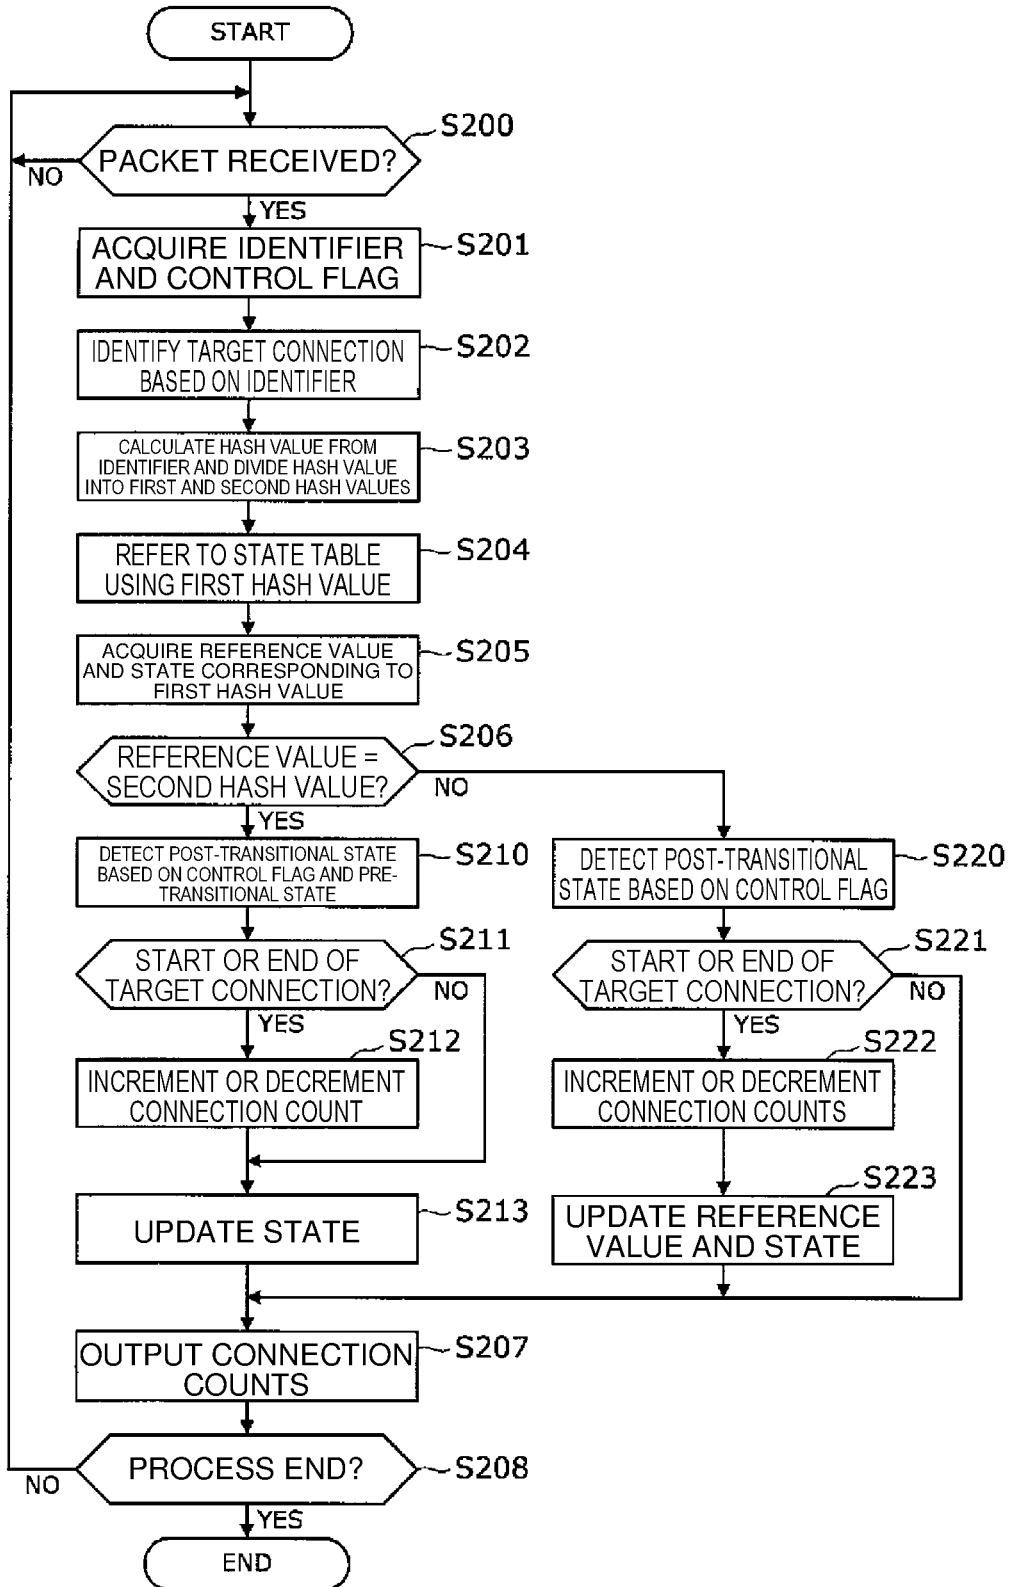 START
S200
PACKET RECEIVED?
NO
YES
ACQUIRE IDENTIFIER
AND CONTROL FLAG
S201
IDENTIFY TARGET CONNECTION
BASED ON IDENTIFIER
S202
CALCULATE HASH VALUE FROM
IDENTIFIER AND DIVIDE HASH VALUE
INTO FIRST AND SECOND HASH VALUES
S203
REFER TO STATE TABLE
USING FIRST HASH VALUE
S204
ACQUIRE REFERENCE VALUE
AND STATE CORRESPONDING TO
FIRST HASH VALUE
S205
S206
REFERENCE VALUE =
SECOND HASH VALUE?
NO
YES
DETECT POST-TRANSITIONAL STATE
BASED ON CONTROL FLAG AND PRE-
TRANSITIONAL STATE
S210
DETECT POST-TRANSITIONAL
STATE BASED ON CONTROL FLAG
S220
S211
START OR END OF
TARGET CONNECTION?
NO
YES
S221
START OR END OF
TARGET CONNECTION?
NO
YES
S212
INCREMENT OR DECREMENT
CONNECTION COUNT
S222
INCREMENT OR DECREMENT
CONNECTION COUNTS
UPDATE STATE
S213
S223
UPDATE REFERENCE
VALUE AND STATE
OUTPUT CONNECTION
COUNTS
S207
PROCESS END?
S208
NO
YES
END